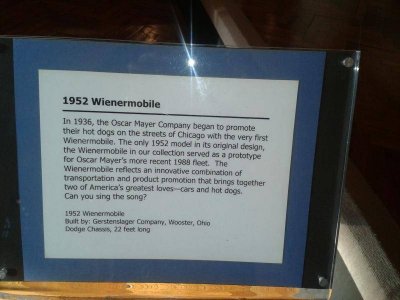 1952 Wienermobile
In 1936, the Oscar Mayer Company began to promote
their hot dogs on the streets of Chicago with the very first
Wienermobile. The only 1952 model in its original design,
the Wienermobile in our collection served as a prototype
for Oscar Mayer's more recent 1988 fleet. The
Wienermobile reflects an innovative combination of
transportation and product promotion that brings together
two of America's greatest loves—cars and hot dogs.
Can you sing the song?
1952 Wienermobile
Built by: Gerstenslager Company, Wooster, Ohio
Dodge Chassis, 22 feet long